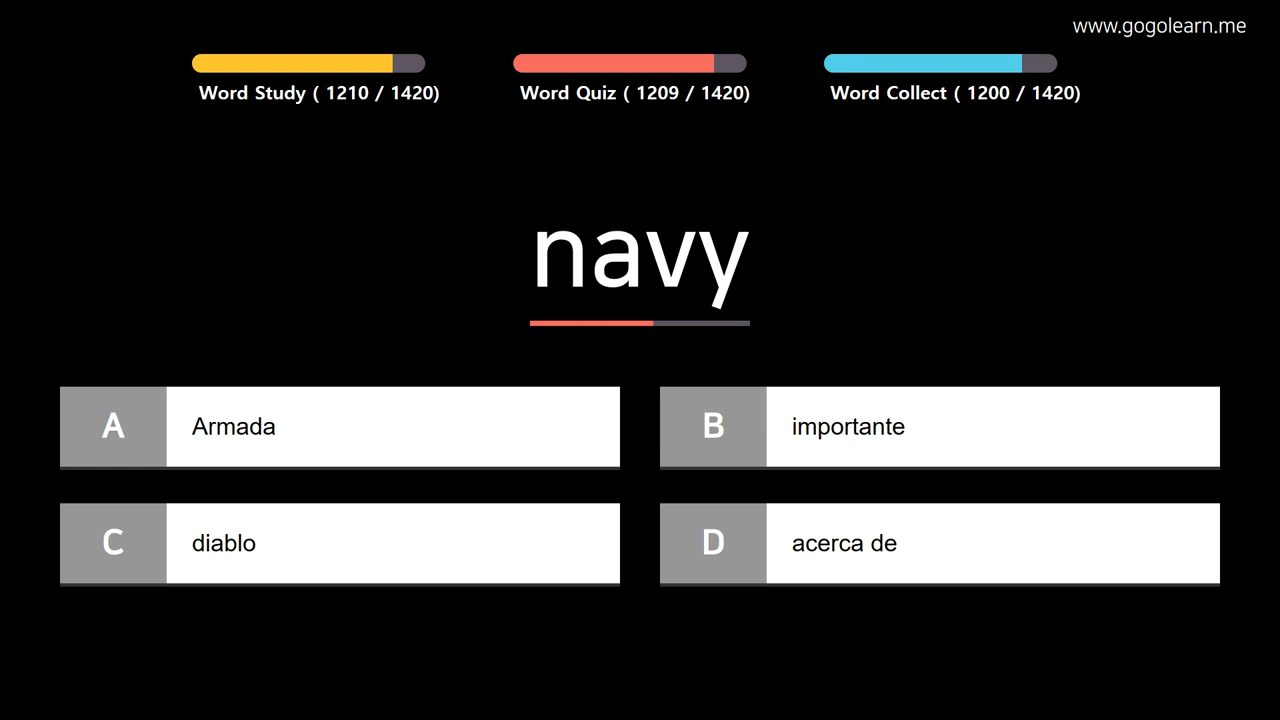 www.gogolearn.me
Word Study ( 1210 / 1420)
Word Quiz ( 1209 / 1420)
Word Collect ( 1200 / 1420)
navy
A Armada
B importante
C diablo
D acerca de